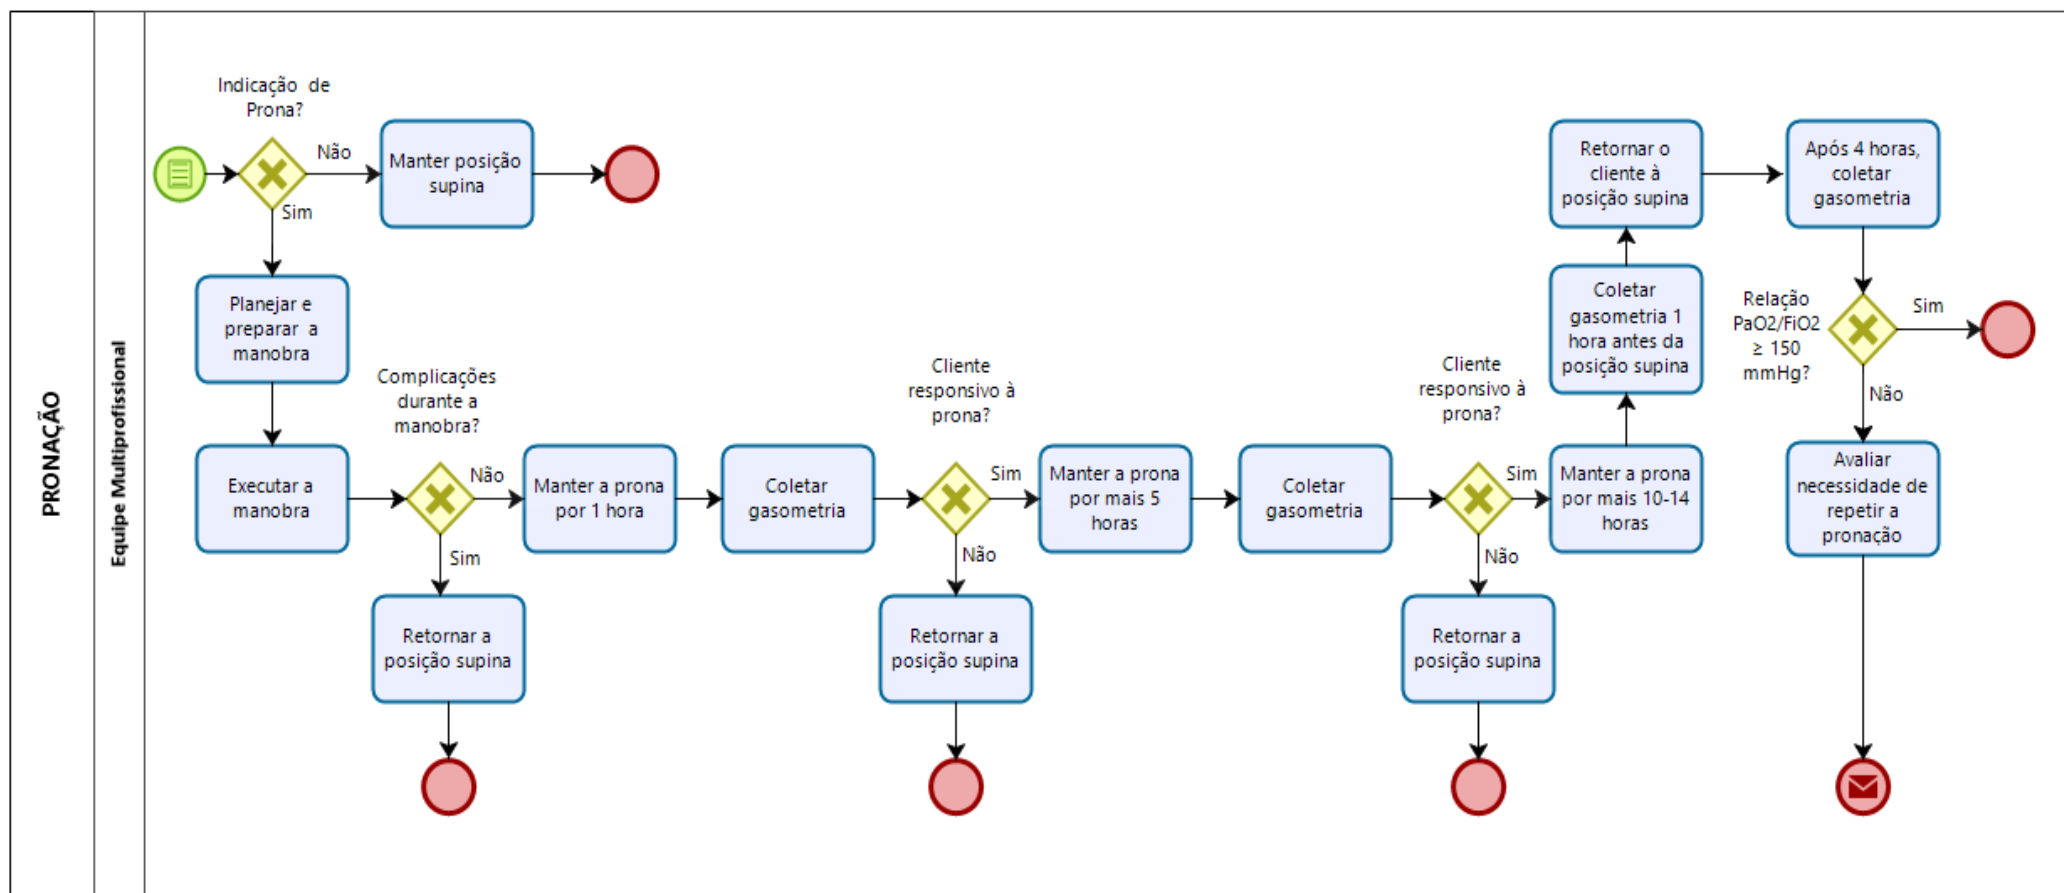 PRONAÇÃO
Equipe Multiprofissional
Indicação de
Prona?
Não
Sim
Manter posição
supina
Planejar e
preparar a
manobra
Executar a
manobra
Complicações
durante a
manobra?
Não
Sim
Retornar a
posição supina
Manter a prona
por 1 hora
Coletar
gasometria
Cliente
responsivo à
prona?
Sim
Não
Retornar a
posição supina
Manter a prona
por mais 5
horas
Coletar
gasometria
Cliente
responsivo à
prona?
Sim
Não
Retornar a
posição supina
Manter a prona
por mais 10-14
horas
Coletar
gasometria 1
hora antes da
posição supina
Retornar o
cliente à
posição supina
Após 4 horas,
coletar
gasometria
Relação
PaO2/FiO2
≥ 150
mmHg?
Sim
Não
Avaliar
necessidade de
repetir a
pronação